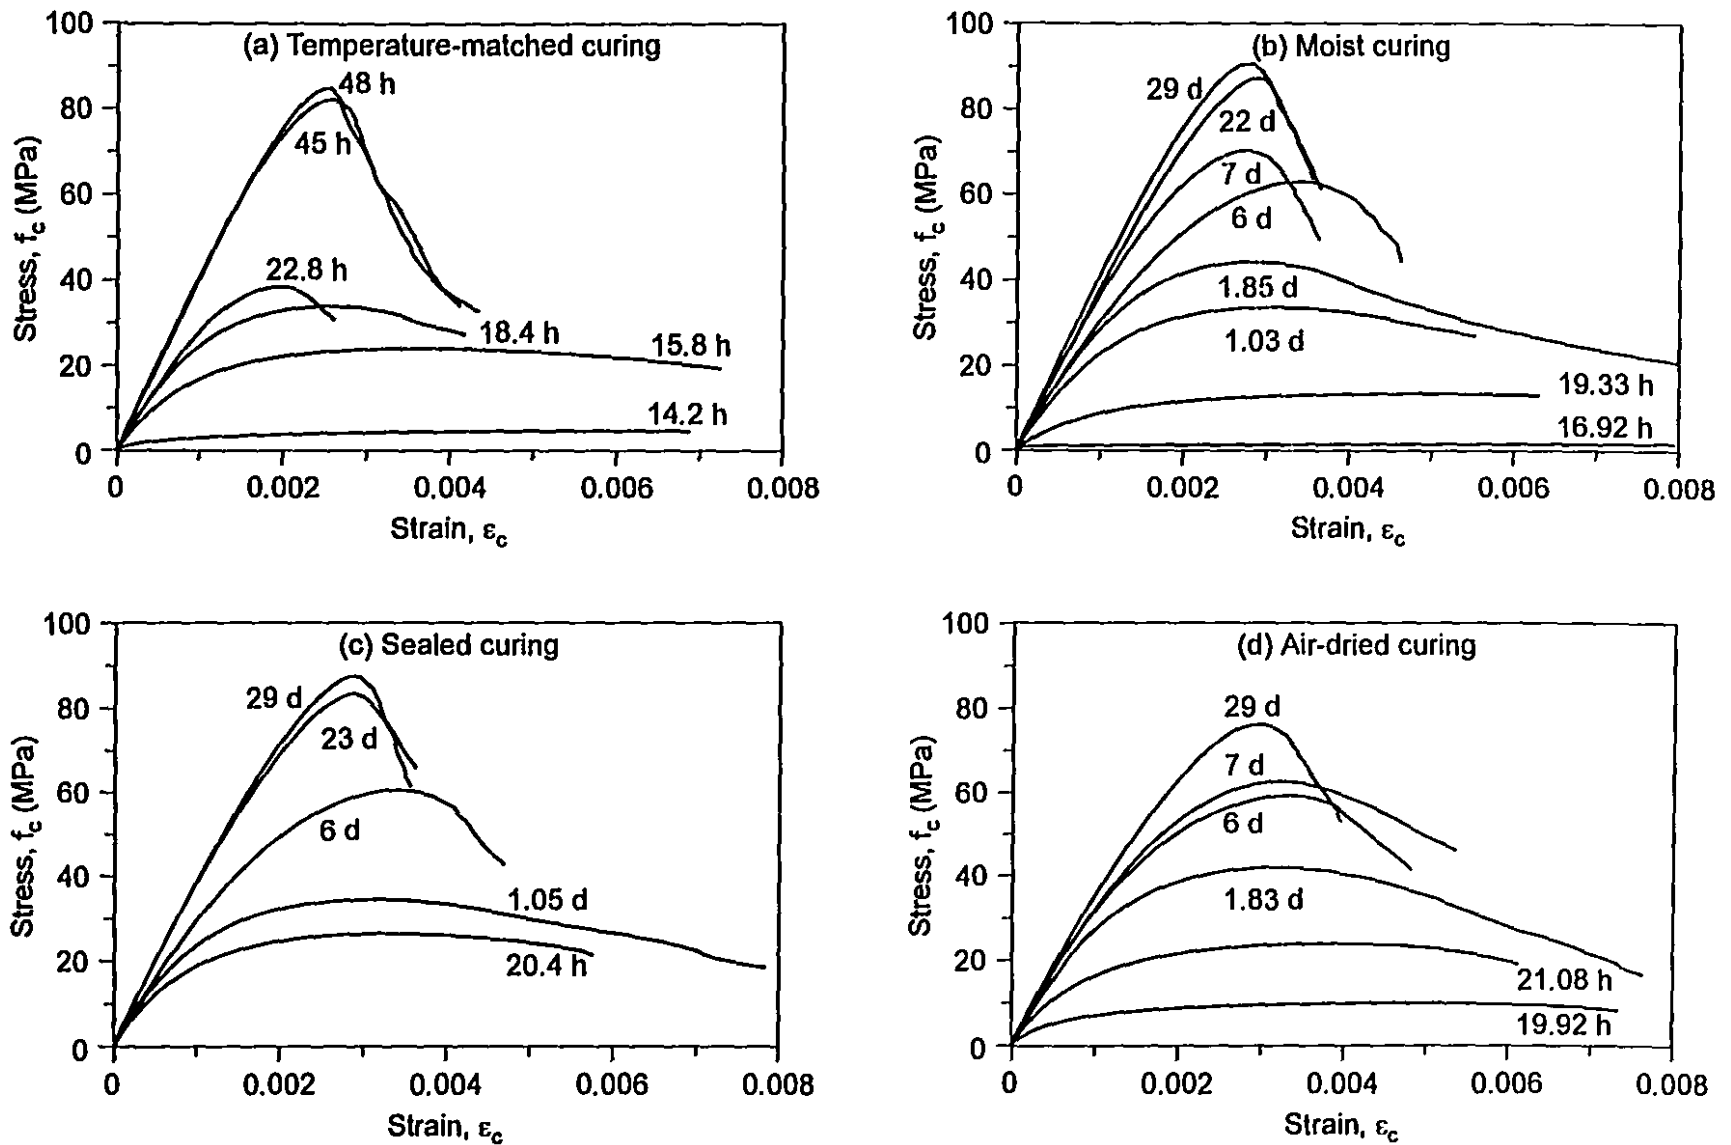 (a) Temperature-matched curing
100
80
60
40
20
0
Stress, fc (MPa)
48 h
45 h
22.8 h
18.4 h
15.8 h
14.2 h
0 0.002 0.004 0.006 0.008
Strain, εc
(b) Moist curing
100
80
60
40
20
0
Stress, fc (MPa)
29 d
22 d
7 d
6 d
1.85 d
1.03 d
19.33 h
16.92 h
0 0.002 0.004 0.006 0.008
Strain, εc
(c) Sealed curing
100
80
60
40
20
0
Stress, fc (MPa)
29 d
23 d
6 d
1.05 d
20.4 h
0 0.002 0.004 0.006 0.008
Strain, εc
(d) Air-dried curing
100
80
60
40
20
0
Stress, fc (MPa)
29 d
7 d
6 d
1.83 d
21.08 h
19.92 h
0 0.002 0.004 0.006 0.008
Strain, εc